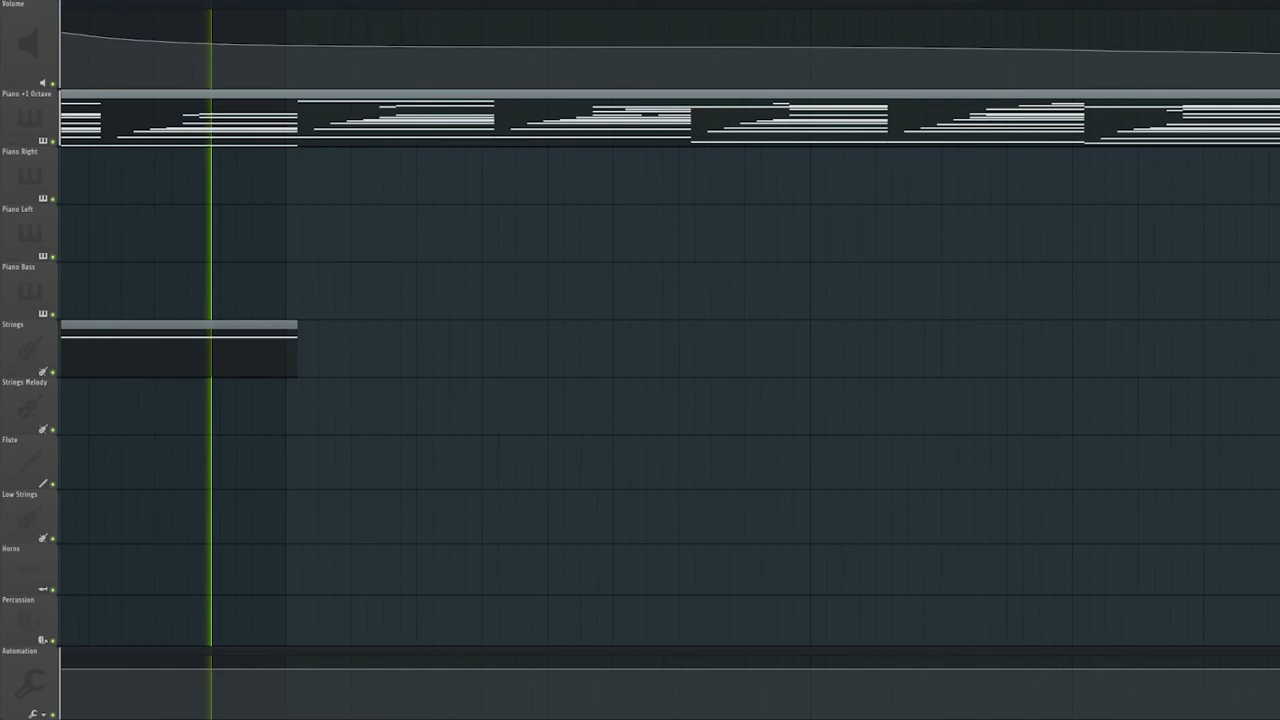 Volume
Piano +1 Octave
Piano Right
Piano Left
Piano Bass
Strings
Strings Melody
Flute
Low Strings
Horns
Percussion
Automation